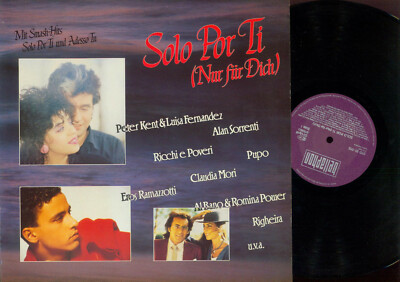 Mit Smash-Hits
Solo Por Ti und Adesso Tu
Solo Por Ti
(Nur für Dich)
Peter Kent & Luisa Fernandez
Alan Sorrenti
Ricchi e Poveri
Pupo
Claudia Mori
Eros Ramazzotti
Al Bano & Romina Power
Righeira
u.v.a.